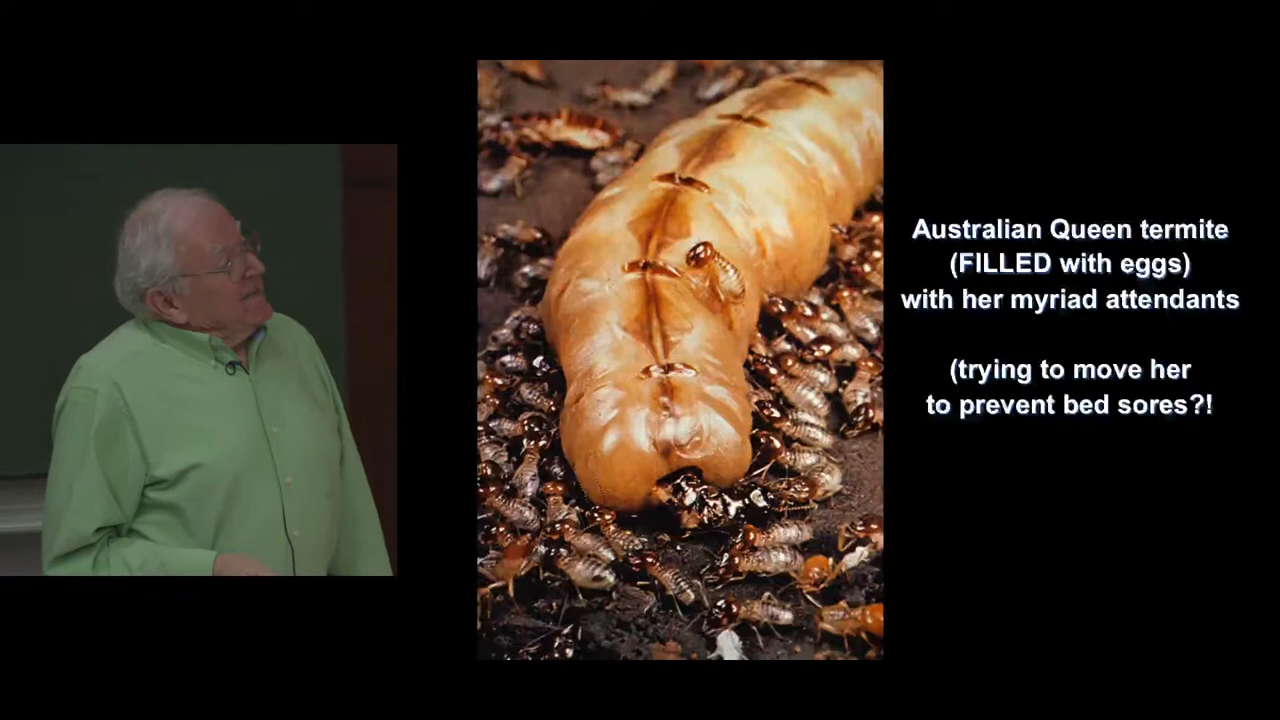 Australian Queen termite
(FILLED with eggs)
with her myriad attendants
(trying to move her
to prevent bed sores?!